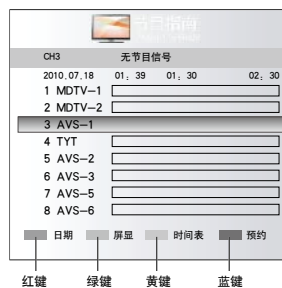 节目指南
CH3 无节目信号
2010.07.18 01：39 01：30 02：30
1 MDTV—1
2 MDTV—2
3 AVS—1
4 TYT
5 AVS—2
6 AVS—3
7 AVS—5
8 AVS—6
日期 屏显 时间表 预约
红键 绿键 黄键 蓝键